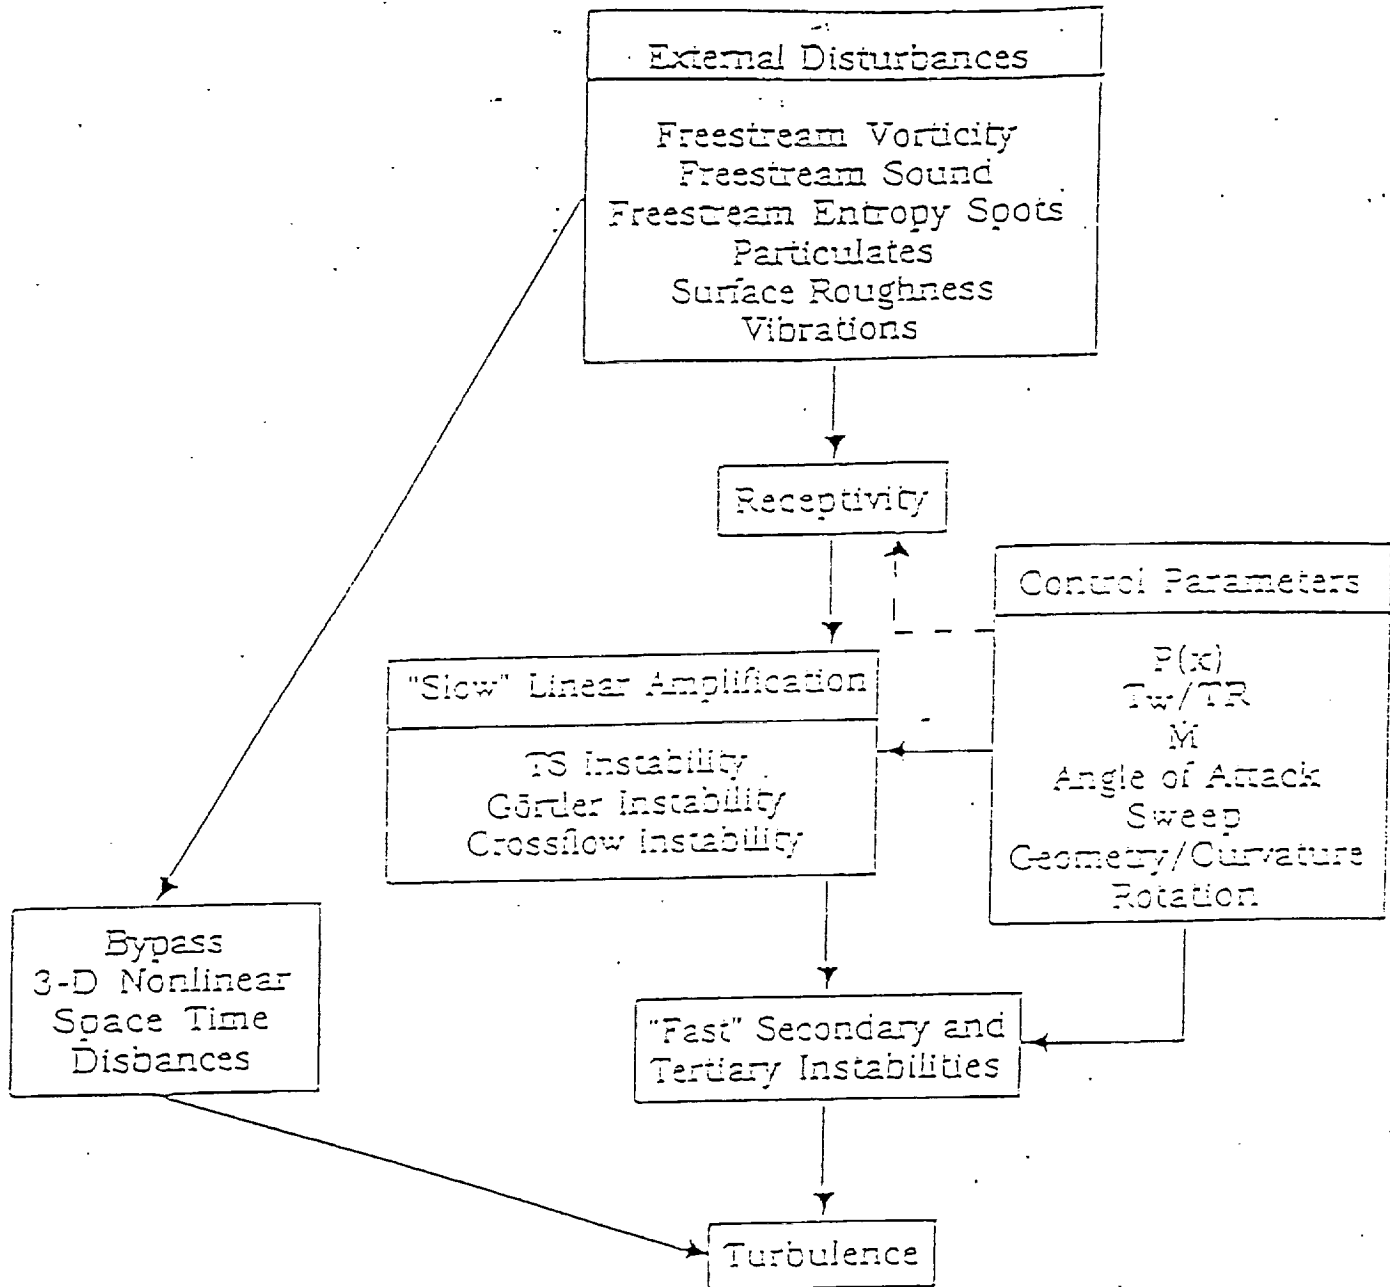 External Disturbances
Freestream Vorticity
Freestream Sound
Freestream Entropy Spots
Particulates
Surface Roughness
Vibrations
Receptivity
Control Parameters
P(x)
Tw/TR
M
Angle of Attack
Sweep
Geometry/Curvature
Rotation
"Slow" Linear Amplification
TS Instability
Görtler Instability
Crossflow Instability
Bypass
3-D Nonlinear
Space Time
Disbances
"Fast" Secondary and
Tertiary Instabilities
Turbulence